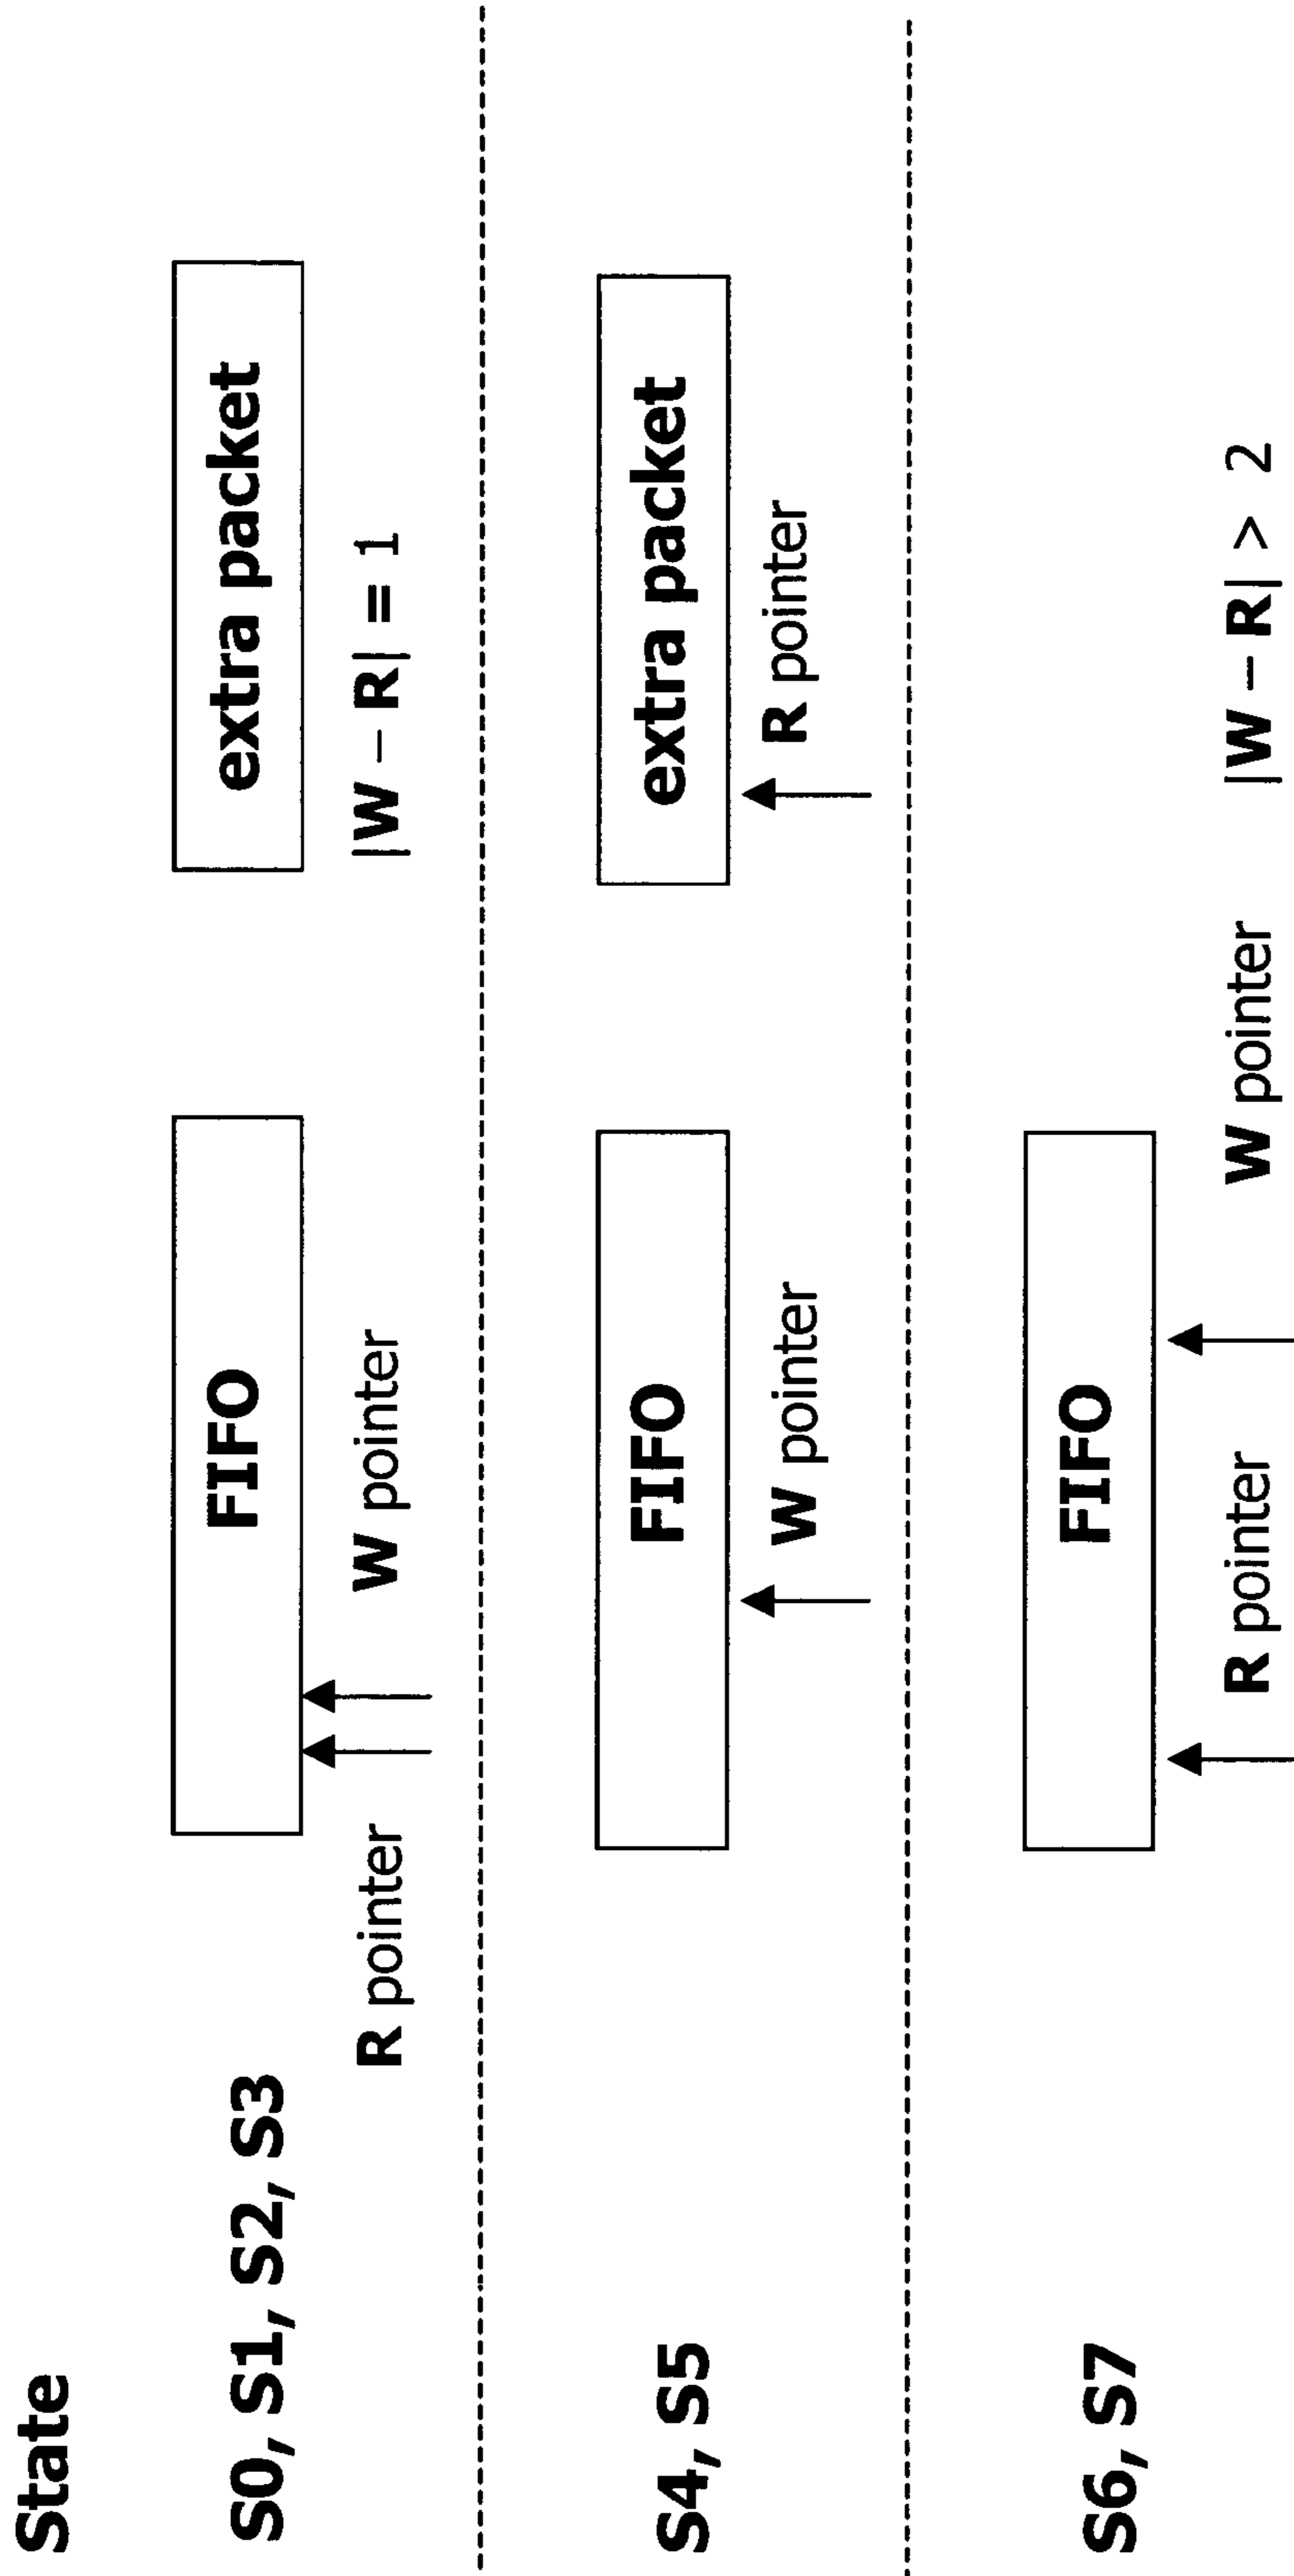 State
S0, S1, S2, S3
FIFO
extra packet
R pointer
W pointer
|W – R| = 1
S4, S5
FIFO
extra packet
W pointer
R pointer
S6, S7
FIFO
R pointer
W pointer
|W – R| > 2